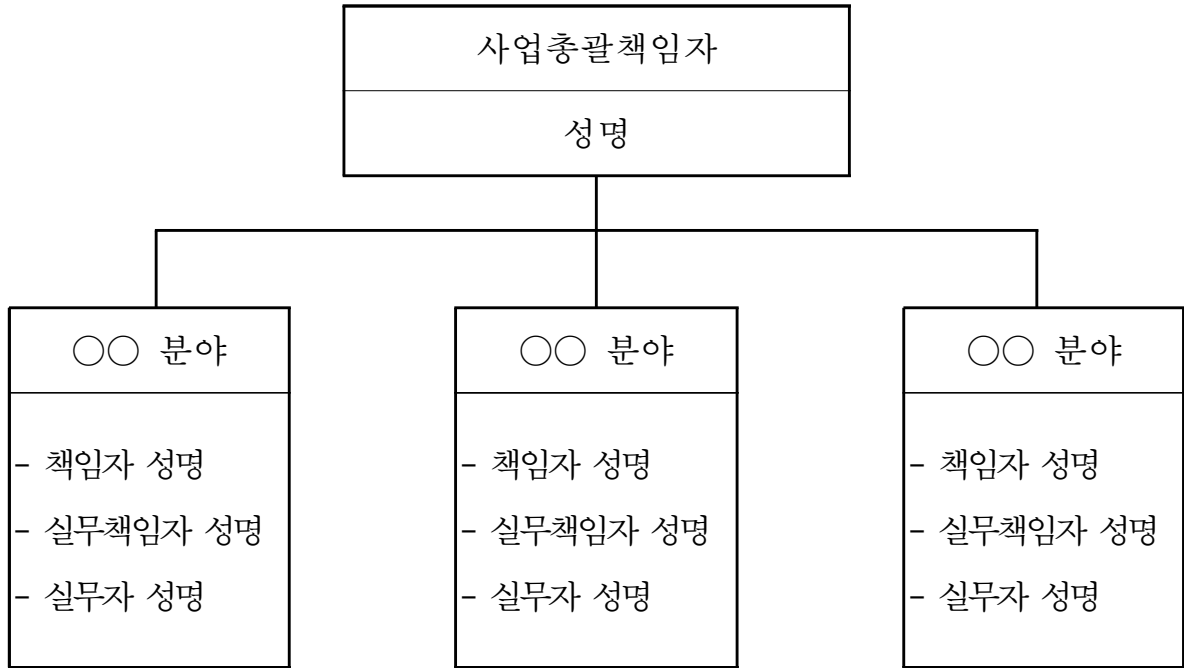 사업총괄책임자
성명
○○ 분야
- 책임자 성명
- 실무책임자 성명
- 실무자 성명
○○ 분야
- 책임자 성명
- 실무책임자 성명
- 실무자 성명
○○ 분야
- 책임자 성명
- 실무책임자 성명
- 실무자 성명